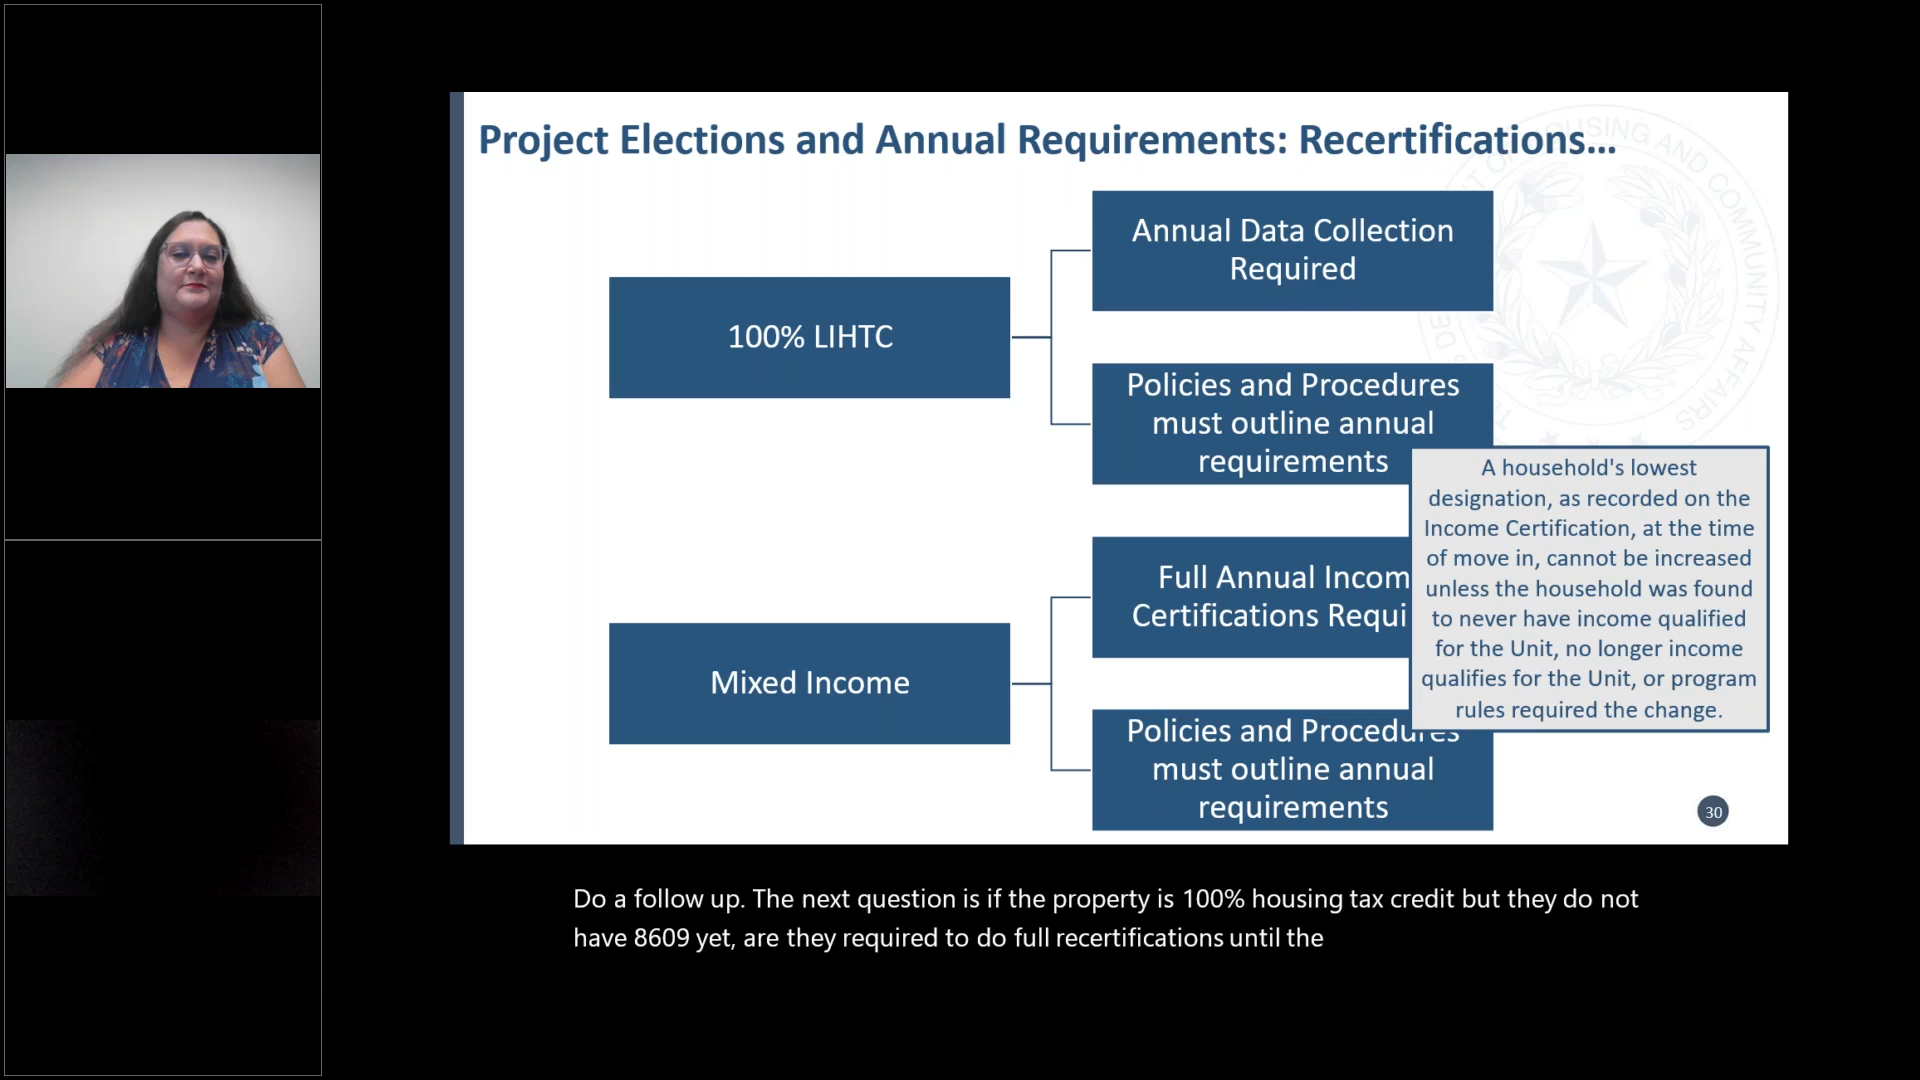 Project Elections and Annual Requirements: Recertifications...
100% LIHTC
Annual Data Collection
Required
Policies and Procedures
must outline annual
requirements
Mixed Income
Full Annual Incom
Certifications Requi
Policies and Procedures
must outline annual
requirements
A household's lowest
designation, as recorded on the
Income Certification, at the time
of move in, cannot be increased
unless the household was found
to never have income qualified
for the Unit, no longer income
qualifies for the Unit, or program
rules required the change.
HOUSING AND COMMUNITY AFFAIRS
30
Do a follow up. The next question is if the property is 100% housing tax credit but they do not
have 8609 yet, are they required to do full recertifications until the